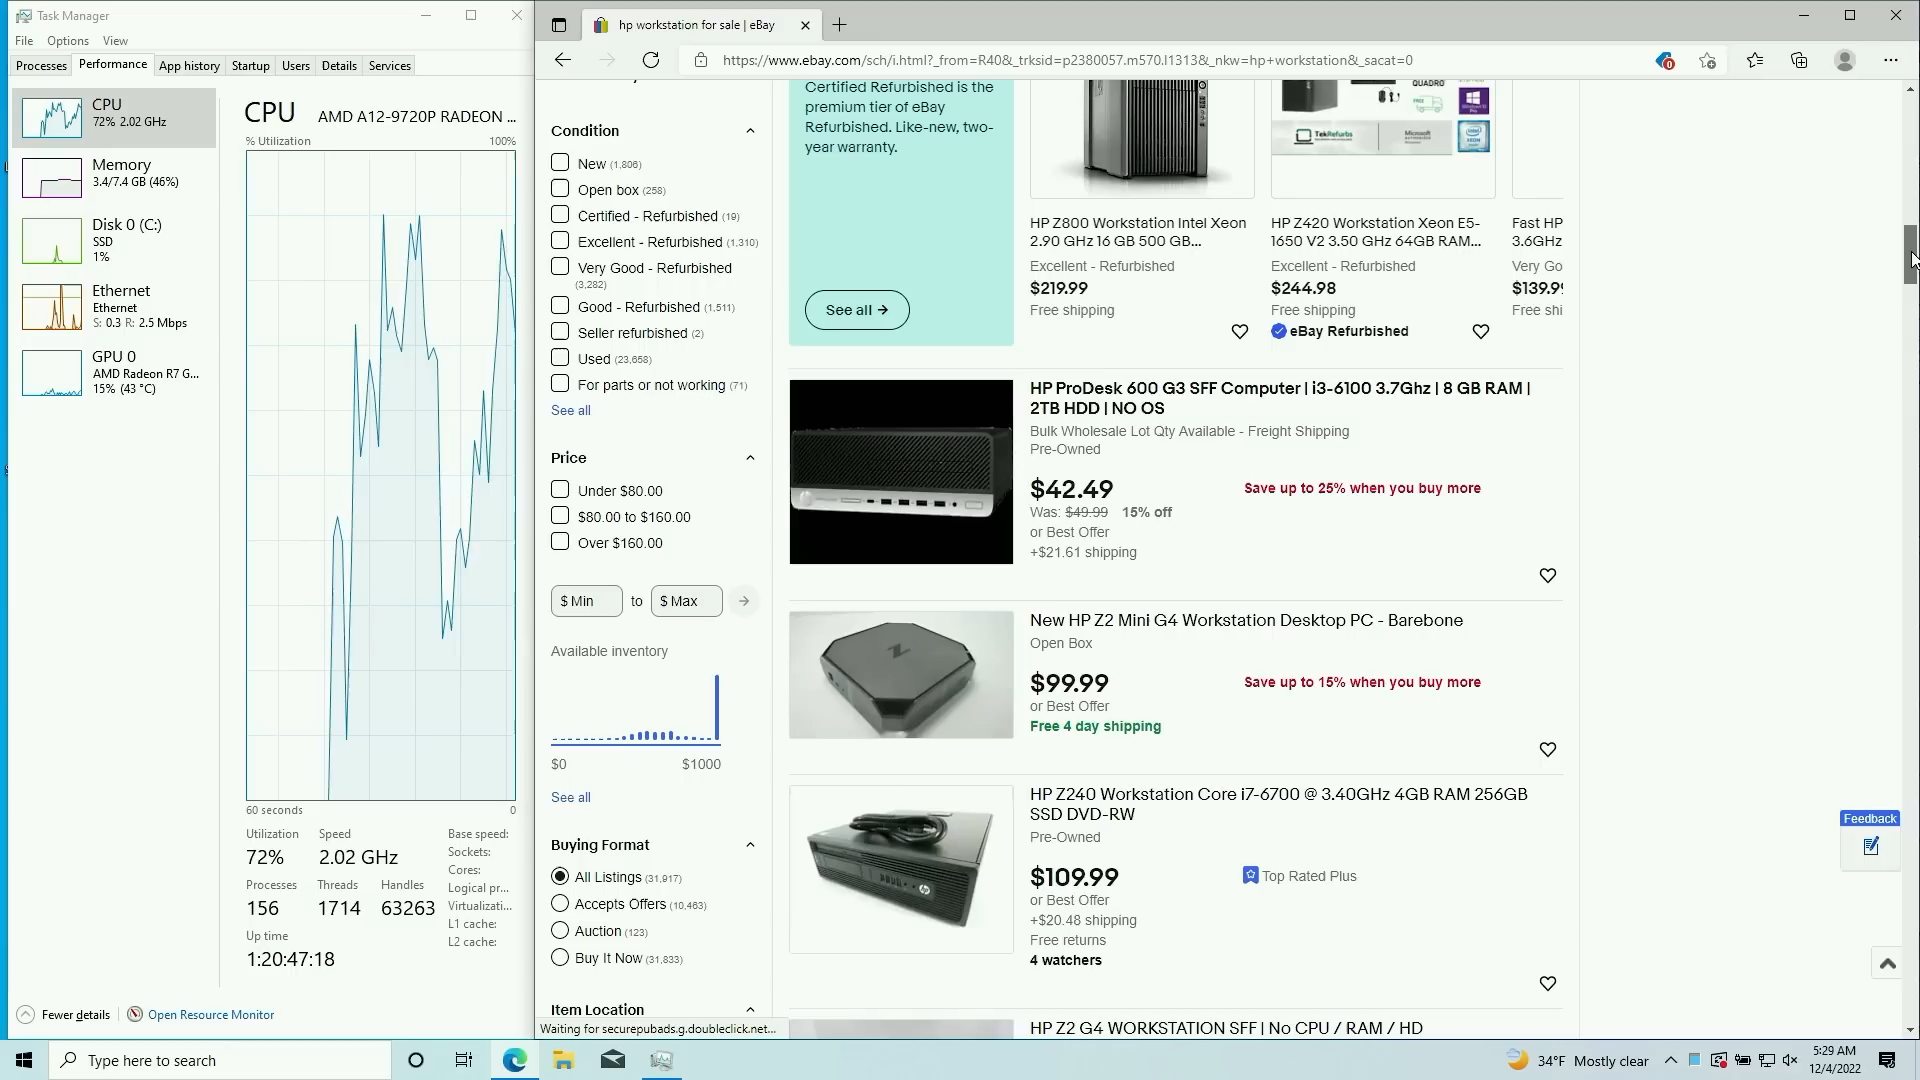 Task Manager
File Options View
Processes Performance App history Startup Users Details Services
CPU
72% 2.02 GHz
Memory
3.4/7.4 GB (46%)
Disk 0 (C:)
SSD
1%
Ethernet
Ethernet
S: 0.3 R: 2.5 Mbps
GPU 0
AMD Radeon R7 G...
15% (43 °C)
CPU AMD A12-9720P RADEON ...
% Utilization 100%
60 seconds 0
Utilization Speed
72% 2.02 GHz
Processes Threads Handles
156 1714 63263
Up time
1:20:47:18
Base speed:
Sockets:
Cores:
Logical pr...
Virtualizati...
L1 cache:
L2 cache:
Fewer details Open Resource Monitor
hp workstation for sale | eBay
https://www.ebay.com/sch/i.html?_from=R40&_trksid=p2380057.m570.l1313&_nkw=hp+workstation&_sacat=0
0
Condition
New (1,806)
Open box (258)
Certified - Refurbished (19)
Excellent - Refurbished (1,310)
Very Good - Refurbished
(3,282)
Good - Refurbished (1,511)
Seller refurbished (2)
Used (23,658)
For parts or not working (71)
See all
Price
Under $80.00
$80.00 to $160.00
Over $160.00
$ Min to $ Max
Available inventory
$0 $1000
See all
Buying Format
All Listings (31,917)
Accepts Offers (10,463)
Auction (123)
Buy It Now (31,833)
Item Location
Waiting for securepubads.g.doubleclick.net...
Certified Refurbished is the
premium tier of eBay
Refurbished. Like-new, two-
year warranty.
See all →
HP Z800 Workstation Intel Xeon
2.90 GHz 16 GB 500 GB...
Excellent - Refurbished
$219.99
Free shipping
QUADRO
FREE
TekRefurbs
Microsoft
XEON
HP Z420 Workstation Xeon E5-
1650 V2 3.50 GHz 64GB RAM...
Excellent - Refurbished
$244.98
Free shipping
eBay Refurbished
Fast HP
3.6GHz
Very Go
$139.99
Free shi
HP ProDesk 600 G3 SFF Computer | i3-6100 3.7Ghz | 8 GB RAM |
2TB HDD | NO OS
Bulk Wholesale Lot Qty Available - Freight Shipping
Pre-Owned
$42.49 Save up to 25% when you buy more
Was: $49.99 15% off
or Best Offer
+$21.61 shipping
New HP Z2 Mini G4 Workstation Desktop PC - Barebone
Open Box
$99.99 Save up to 15% when you buy more
or Best Offer
Free 4 day shipping
HP Z240 Workstation Core i7-6700 @ 3.40GHz 4GB RAM 256GB
SSD DVD-RW
Pre-Owned
$109.99 Top Rated Plus
or Best Offer
+$20.48 shipping
Free returns
4 watchers
HP Z2 G4 WORKSTATION SFF | No CPU / RAM / HD
Feedback
Type here to search
34°F Mostly clear
5:29 AM
12/4/2022